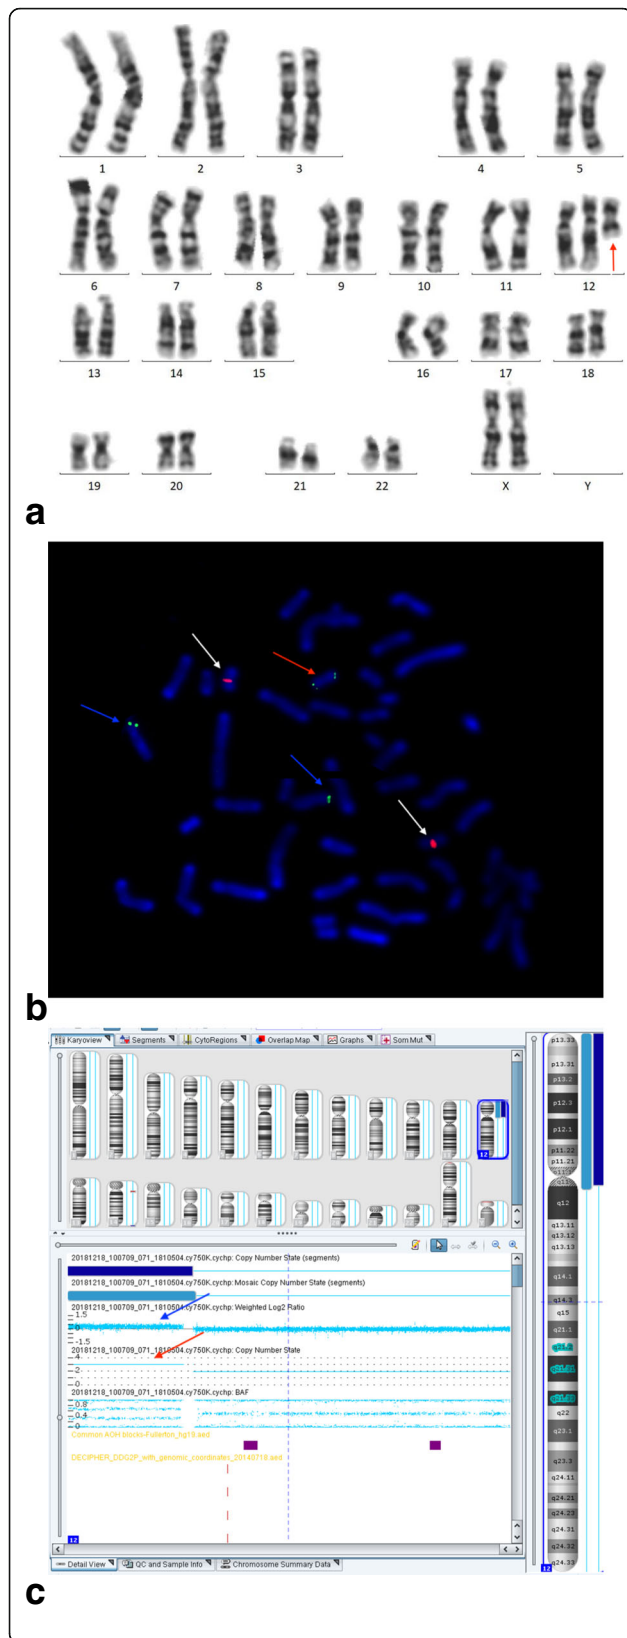 1 2 3 4 5
6 7 8 9 10 11 12
13 14 15 16 17 18
19 20 21 22 X Y
a
b
Karyoview Segments CytoRegions Overlap Map Graphs Som Mut
12
20181218_100709_071_1810504.cy750K.cychp: Copy Number State (segments)
20181218_100709_071_1810504.cy750K.cychp: Mosaic Copy Number State (segments)
20181218_100709_071_1810504.cy750K.cychp: Weighted Log2 Ratio
1.5
0
-1.5
20181218_100709_071_1810504.cy750K.cychp: Copy Number State
4
2
0
20181218_100709_071_1810504.cy750K.cychp: BAF
0.8
0.4
0
Common AOH blocks-Fullerton_hg19.aed
DECIPHER_DDG2P_with_genomic_coordinates_20140718.aed
12
Detail View QC and Sample Info Chromosome Summary Data
p13.33
p13.31
p13.2
p12.3
p12.1
p11.22
p11.21
q11
q12
q13.11
q13.12
q13.13
q14.1
q14.3
q15
q21.1
q22
q23.1
q23.3
q24.11
q24.21
q24.23
q24.31
q24.32
q24.33
12
c